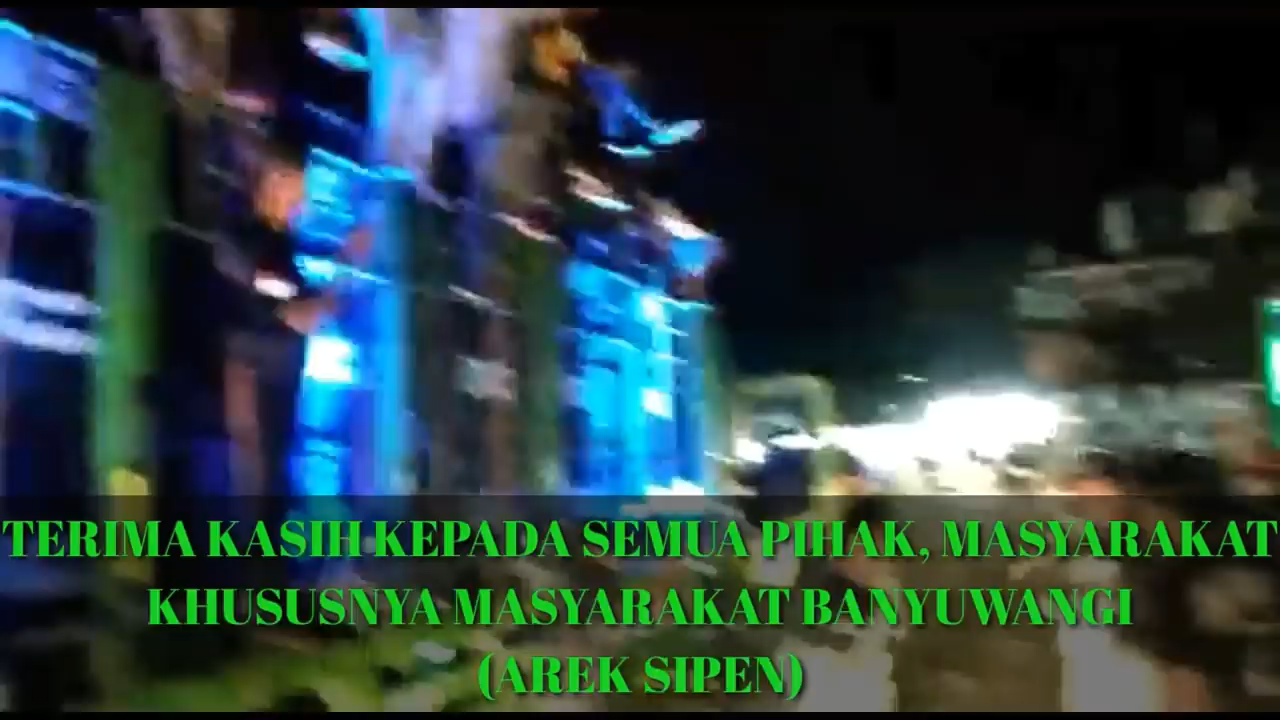 TERIMA KASIH KEPADA SEMUA PIHAK, MASYARAKAT
KHUSUSNYA MASYARAKAT BANYUWANGI
(AREK SIPEN)